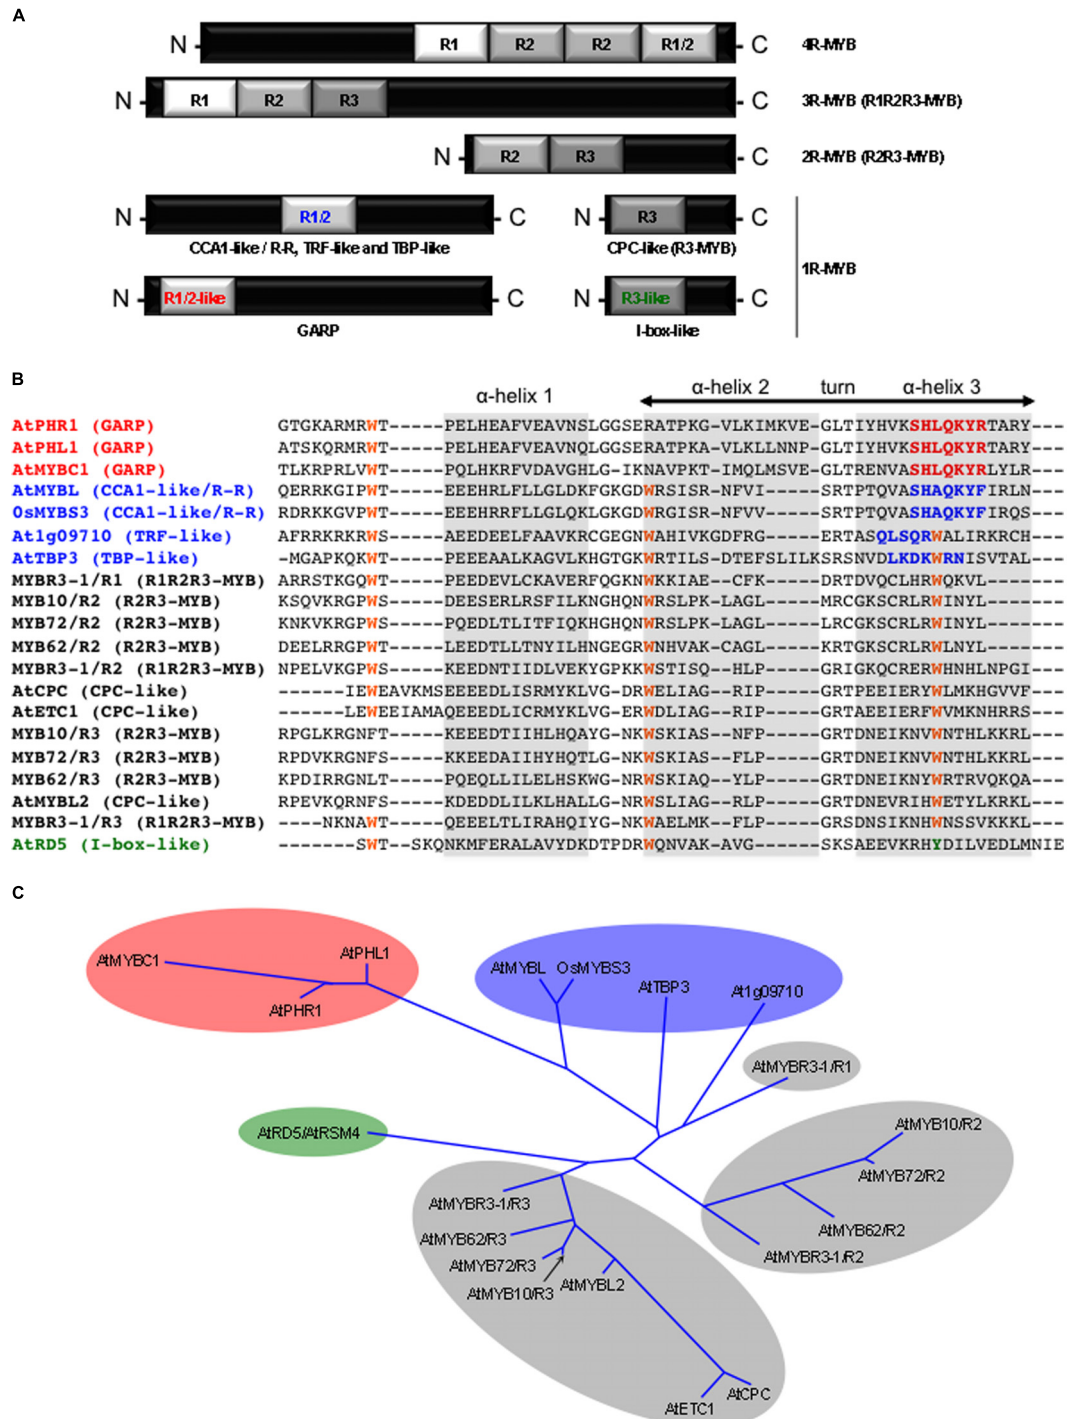 A
N R1 R2 R2 R1/2 C 4R-MYB
N R1 R2 R3 C 3R-MYB (R1R2R3-MYB)
N R2 R3 C 2R-MYB (R2R3-MYB)
N R1/2 C N R3 C
CCA1-like / R-R, TRF-like and TBP-like CPC-like (R3-MYB)
1R-MYB
N R1/2-like C N R3-like C
GARP I-box-like
B
α-helix 1 α-helix 2 turn α-helix 3
AtPHR1 (GARP) GTGKARMRWT-----PELHEAFVEAVNSLGGSERATPKG-VLKIMKVE-GLTIYHVKSHLQKYRTARY---
AtPHL1 (GARP) ATSKQRMRWT-----PELHEAFVEAVNQLGGSERATPKAVLKLLNNP-GLTIYHVKSHLQKYRTARY---
AtMYBC1 (GARP) TLKRPRLVWT-----PQLHKRFVDAVGHLG-IKNAVPKT-IMQLMSVE-GLTRENVASHLQKYRLYLR---
AtMYBL (CCA1-like/R-R) QERRKGIPWT-----EEEHRLFLLGLDKFGKGDWRSISR-NFVI-----SRTPTQVASHAQKYFIRLN---
OsMYBS3 (CCA1-like/R-R) RDRKKGVPWT-----EEEHRRFLLGLQKLGKGDWRGISR-NFVV-----SRTPTQVASHAQKYFIRQS---
At1g09710 (TRF-like) AFRRKRKRWS-----PEEDEALKAAVKRCGEGNWAHIVKGDFRG-----ERTASQLSQRWALIRKRCH---
AtTBP3 (TBP-like) -MGAPKQKWT-----PEEEAALKAGVLKHGTGKWRTILS-DTEFSLILKSRSNVDLKDKWRNISVTAL---
MYBR3-1/R1 (R1R2R3-MYB) ARRSTKGQWT-----PEEDEVLCKAVERFQGKNWKKIAE--CFK-----DRTDVQCLHRWQKVL-------
MYB10/R2 (R2R3-MYB) KSQVKRGPWS-----DEESERLRSFILKNGHQNWRSLPK-LAGL------MRCGKSCRLRWINYL------
MYB72/R2 (R2R3-MYB) KNKVKRGPWS-----PQEDLTLITFIQKHGHQNWRSLPK-LAGL------LRCGKSCRLRWINYL------
MYB62/R2 (R2R3-MYB) DEELRRGPWT-----LEEDTLLTNYILHNGEGRWNHVAK-CAGL------KRTGKSCRLRWLNYL------
MYBR3-1/R2 (R1R2R3-MYB) NPELVKGPWS-----KEEDNTIIDLVEKYGPKKWSTISQ--HLP------GRIGKQCRERWHNHLNPGI---
AtCPC (CPC-like) ------IEWEAVKMSEEEEDLISRMYKLVG-DRWELIAG--RIP------GRTPEEIERYWLMKHGVVF---
AtETC1 (CPC-like) ------LEWEEIAMAQEEEDLICRMYKLVG-ERWDLIAG--RIP------GRTAEEIERFWVMKNHRRS---
MYB10/R3 (R2R3-MYB) RPGLKRGNFT-----KEEEDTIIHLHQAYG-NKWSKIAS--NFP------GRTDNEIKNVWNTHLKKRL---
MYB72/R3 (R2R3-MYB) RPDVKRGNFS-----KKEEDAIIHYHQTLG-NKWSKIAQ--FLP------GRTDNEIKNVWNTHLKKRL---
MYB62/R3 (R2R3-MYB) KPDIRRGNLT-----PQEQLLILELHSKWG-NRWSKIAQ--YLP------GRTDNEIKNYWRTRVQKQA---
AtMYBL2 (CPC-like) RPEVKQRNFS-----KDEDDLILKLHALLG-NRWSLIAG--RLP------GRTDNEVRIHWETYLKRKL---
MYBR3-1/R3 (R1R2R3-MYB) ----NKNAWT-----QEEELTLIRAHQIYG-NKWAELMK--FLP------GRSDNSIKNHWNSSVKKKL---
AtRD5 (I-box-like) -------SWT--SKQNKMFERALAVYDKDTPDRWQNVAK-AVG------SKSAEEVKRHYDILVEDLMNIE
C
AtPHL1
AtMYBC1
AtMYBL OsMYBS3
AtTBP3 At1g09710
AtPHR1
AtMYBR3-1/R1
AtMYB10/R2
AtRD5/AtRSM4
AtMYB72/R2
AtMYBR3-1/R3
AtMYB62/R2
AtMYB62/R3
AtMYBR3-1/R2
AtMYB72/R3
AtMYBL2
AtMYB10/R3
AtCPC
AtETC1